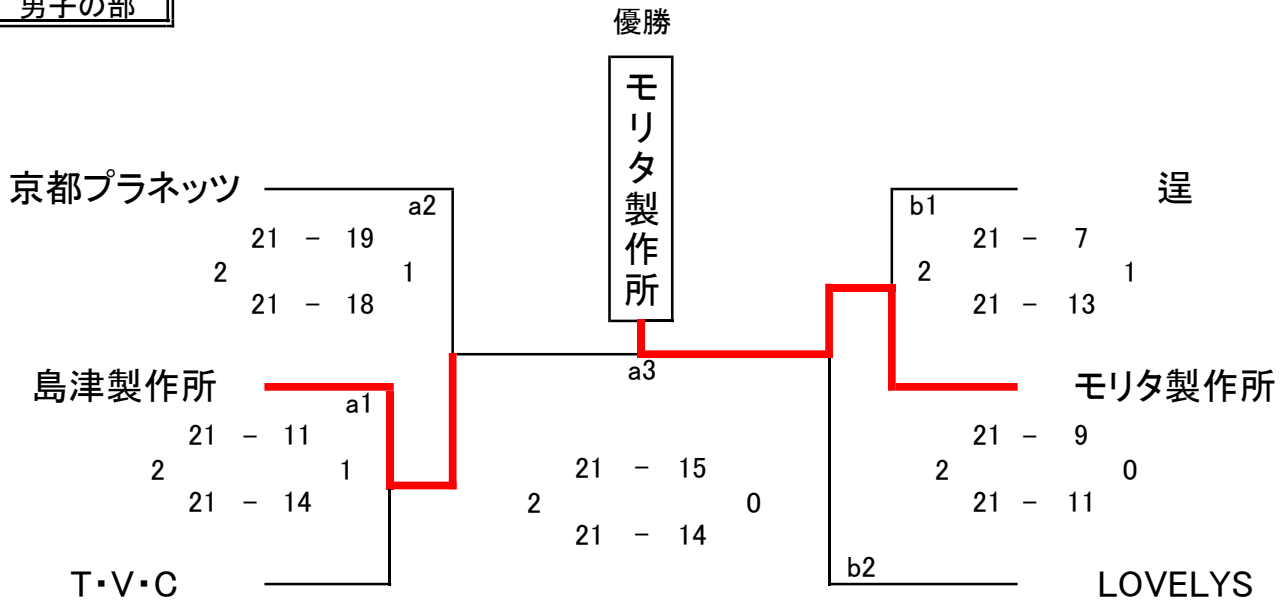 男子の部
優勝
モリタ製作所
京都プラネッツ
a2
21 - 19
2 1
21 - 18
島津製作所
a1
21 - 11
2 1
21 - 14
T・V・C
a3
21 - 15
2 0
21 - 14
b1
逞
21 - 7
2 1
21 - 13
モリタ製作所
21 - 9
2 0
21 - 11
b2
LOVELYS